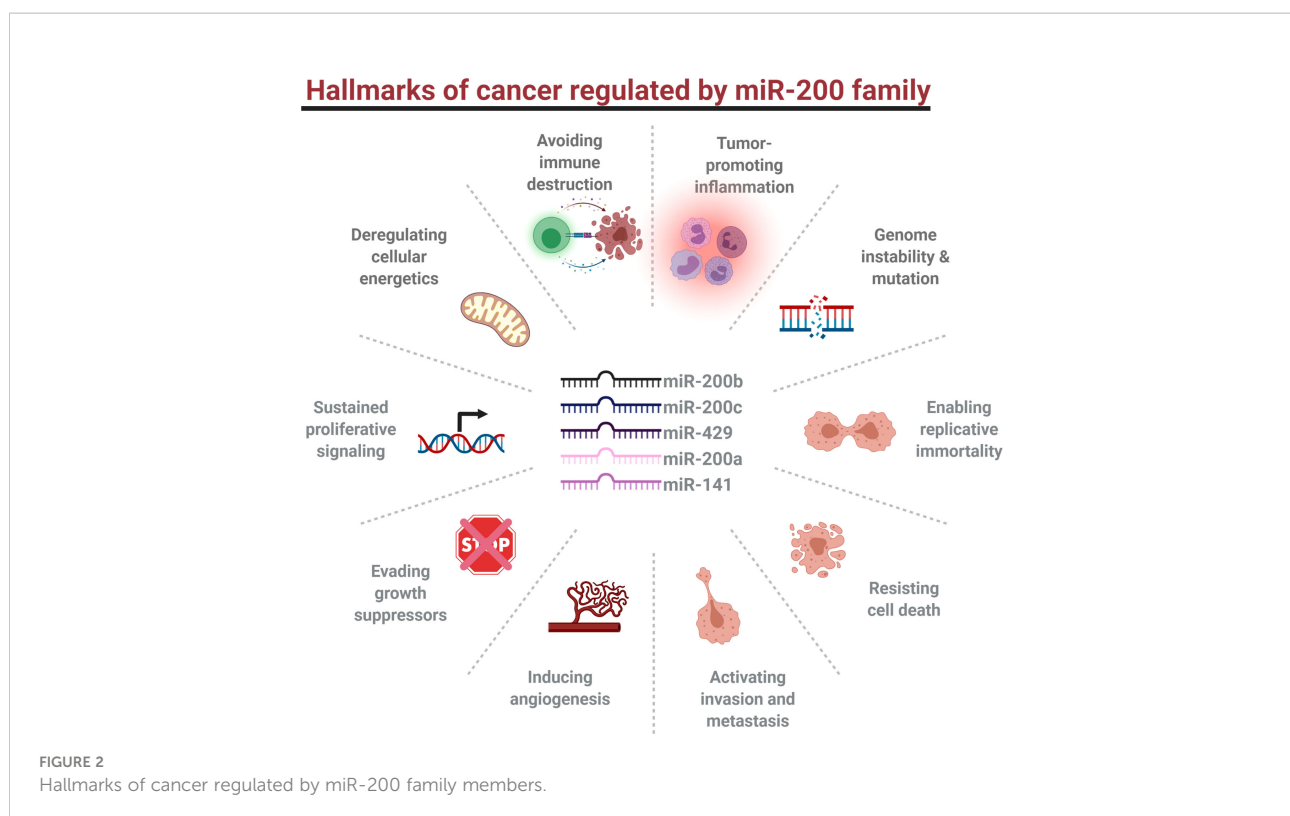 Hallmarks of cancer regulated by miR-200 family
Avoiding
immune
destruction
Tumor-
promoting
inflammation
Deregulating
cellular
energetics
Genome
instability &
mutation
miR-200b
miR-200c
miR-429
miR-200a
miR-141
Sustained
proliferative
signaling
Enabling
replicative
immortality
STOP
Evading
growth
suppressors
Resisting
cell death
Inducing
angiogenesis
Activating
invasion and
metastasis
FIGURE 2
Hallmarks of cancer regulated by miR-200 family members.